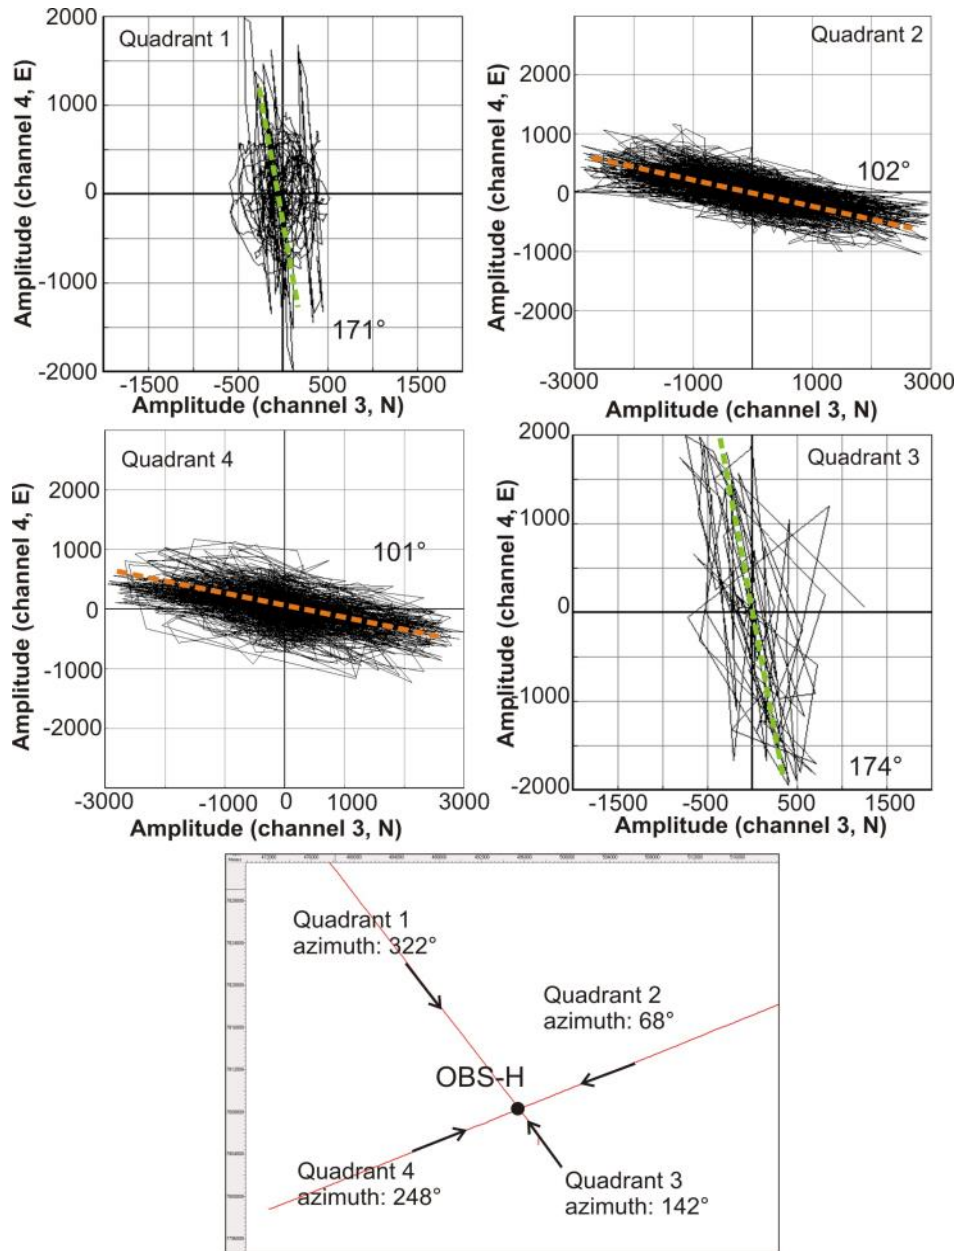 Quadrant 1
2000
1000
0
-1000
-2000
Amplitude (channel 4, E)
171°
-1500
-500
0
500
1500
Amplitude (channel 3, N)
Quadrant 2
2000
1000
0
-1000
-2000
Amplitude (channel 4, E)
102°
-3000
-1000
0
1000
3000
Amplitude (channel 3, N)
Quadrant 4
2000
1000
0
-1000
-2000
Amplitude (channel 4, E)
101°
-3000
-1000
0
1000
3000
Amplitude (channel 3, N)
Quadrant 3
2000
1000
0
-1000
-2000
Amplitude (channel 4, E)
174°
-1500
-500
0
500
1500
Amplitude (channel 3, N)
Quadrant 1
azimuth: 322°
Quadrant 2
azimuth: 68°
OBS-H
Quadrant 4
azimuth: 248°
Quadrant 3
azimuth: 142°